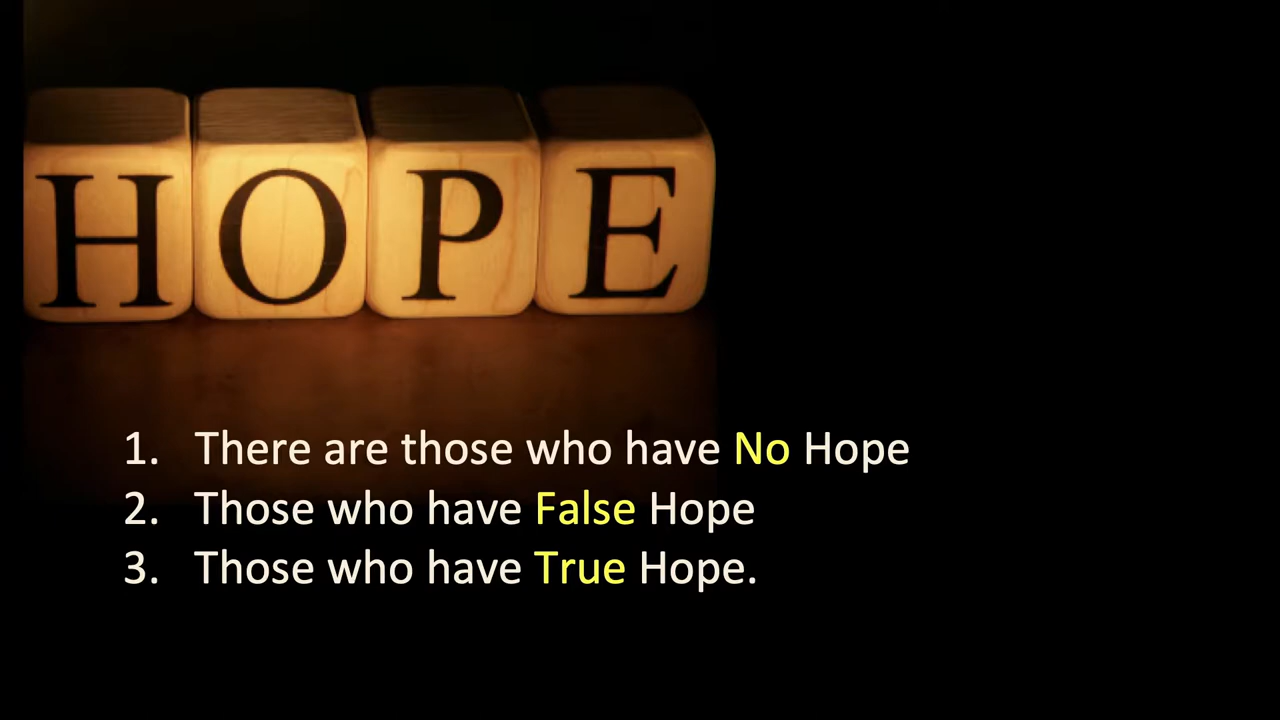 HOPE
1. There are those who have No Hope
2. Those who have False Hope
3. Those who have True Hope.